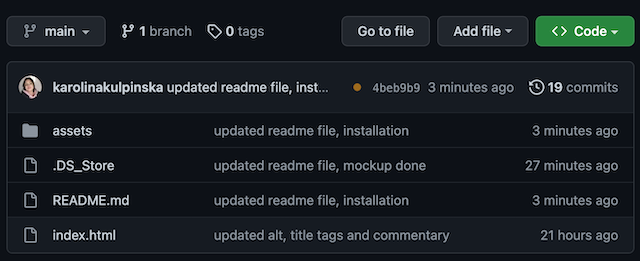 main 1 branch 0 tags Go to file Add file Code
karolinakulpinska updated readme file, inst... 4beb9b9 3 minutes ago 19 commits
assets updated readme file, installation 3 minutes ago
.DS_Store updated readme file, mockup done 27 minutes ago
README.md updated readme file, installation 3 minutes ago
index.html updated alt, title tags and commentary 21 hours ago